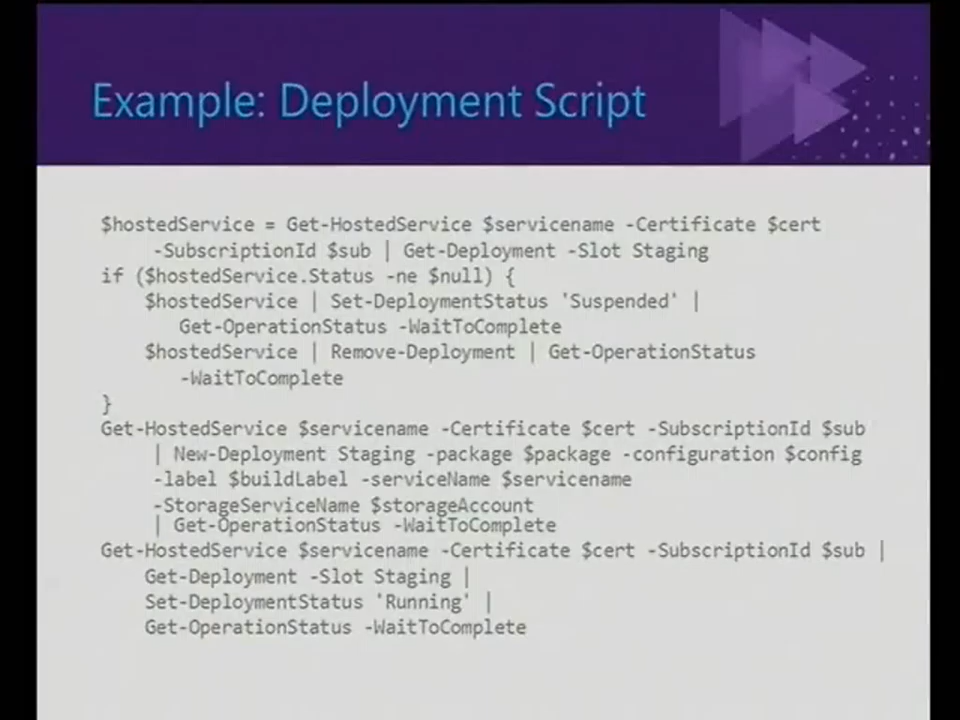 Example: Deployment Script
$hostedService = Get-HostedService $servicename -Certificate $cert
-SubscriptionId $sub | Get-Deployment -Slot Staging
if ($hostedService.Status -ne $null) {
$hostedService | Set-DeploymentStatus 'Suspended' |
Get-OperationStatus -WaitToComplete
$hostedService | Remove-Deployment | Get-OperationStatus
-WaitToComplete
}
Get-HostedService $servicename -Certificate $cert -SubscriptionId $sub
| New-Deployment Staging -package $package -configuration $config
-label $buildLabel -serviceName $servicename
-StorageServiceName $storageAccount
| Get-OperationStatus -WaitToComplete
Get-HostedService $servicename -Certificate $cert -SubscriptionId $sub |
Get-Deployment -Slot Staging |
Set-DeploymentStatus 'Running' |
Get-OperationStatus -WaitToComplete